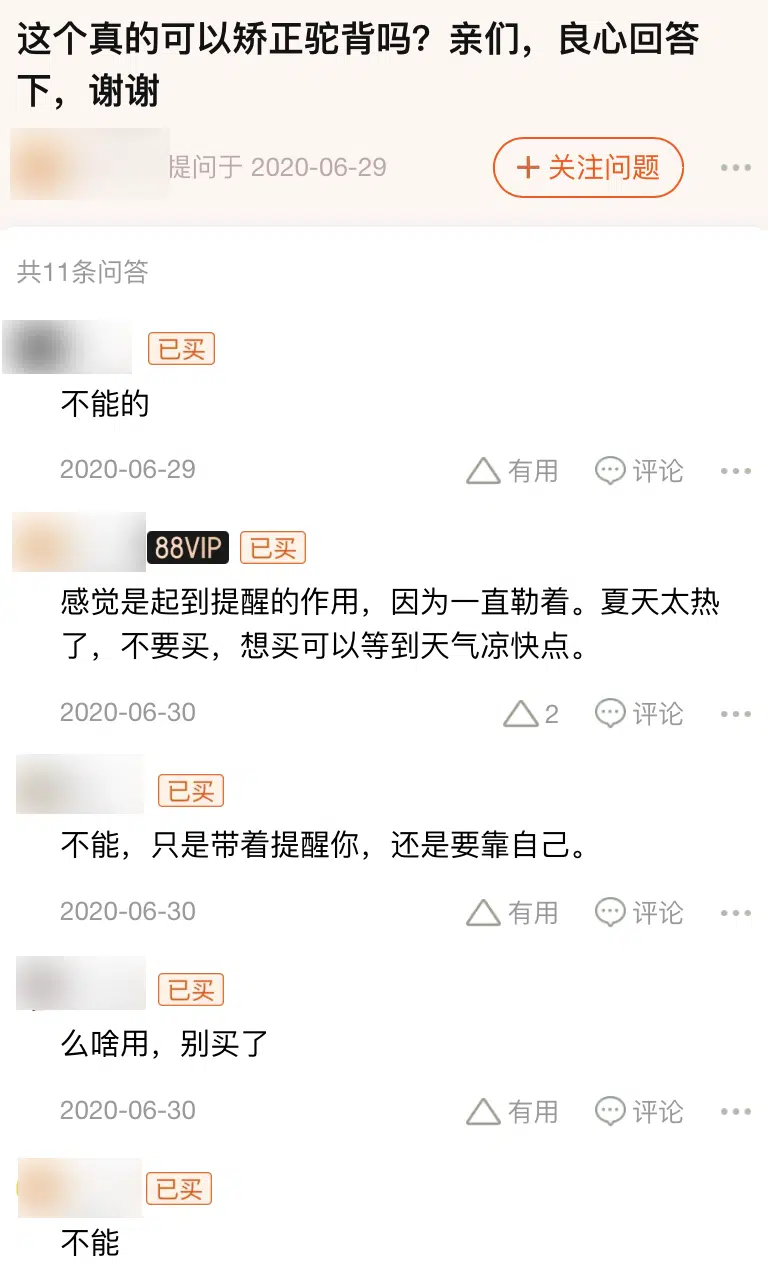 这个真的可以矫正驼背吗？亲们，良心回答
下，谢谢
提问于 2020-06-29
+ 关注问题
共11条问答
已买
不能的
2020-06-29
有用
评论
88VIP
已买
感觉是起到提醒的作用，因为一直勒着。夏天太热
了，不要买，想买可以等到天气凉快点。
2020-06-30
2
评论
已买
不能，只是带着提醒你，还是要靠自己。
2020-06-30
有用
评论
已买
么啥用，别买了
2020-06-30
有用
评论
已买
不能